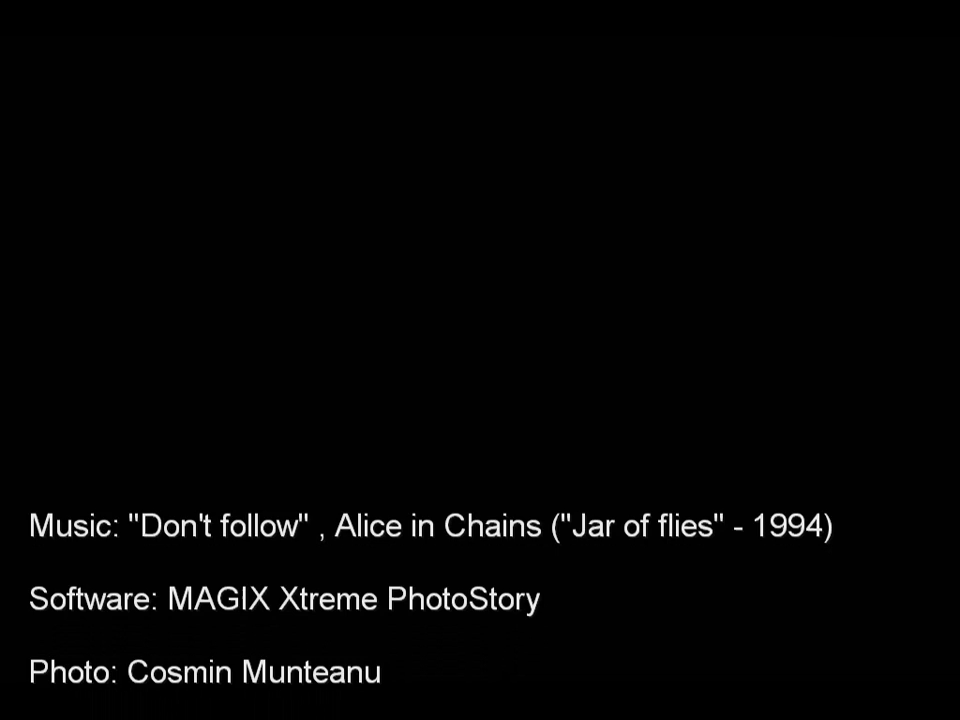 Music: "Don't follow" , Alice in Chains ("Jar of flies" - 1994)
Software: MAGIX Xtreme PhotoStory
Photo: Cosmin Munteanu